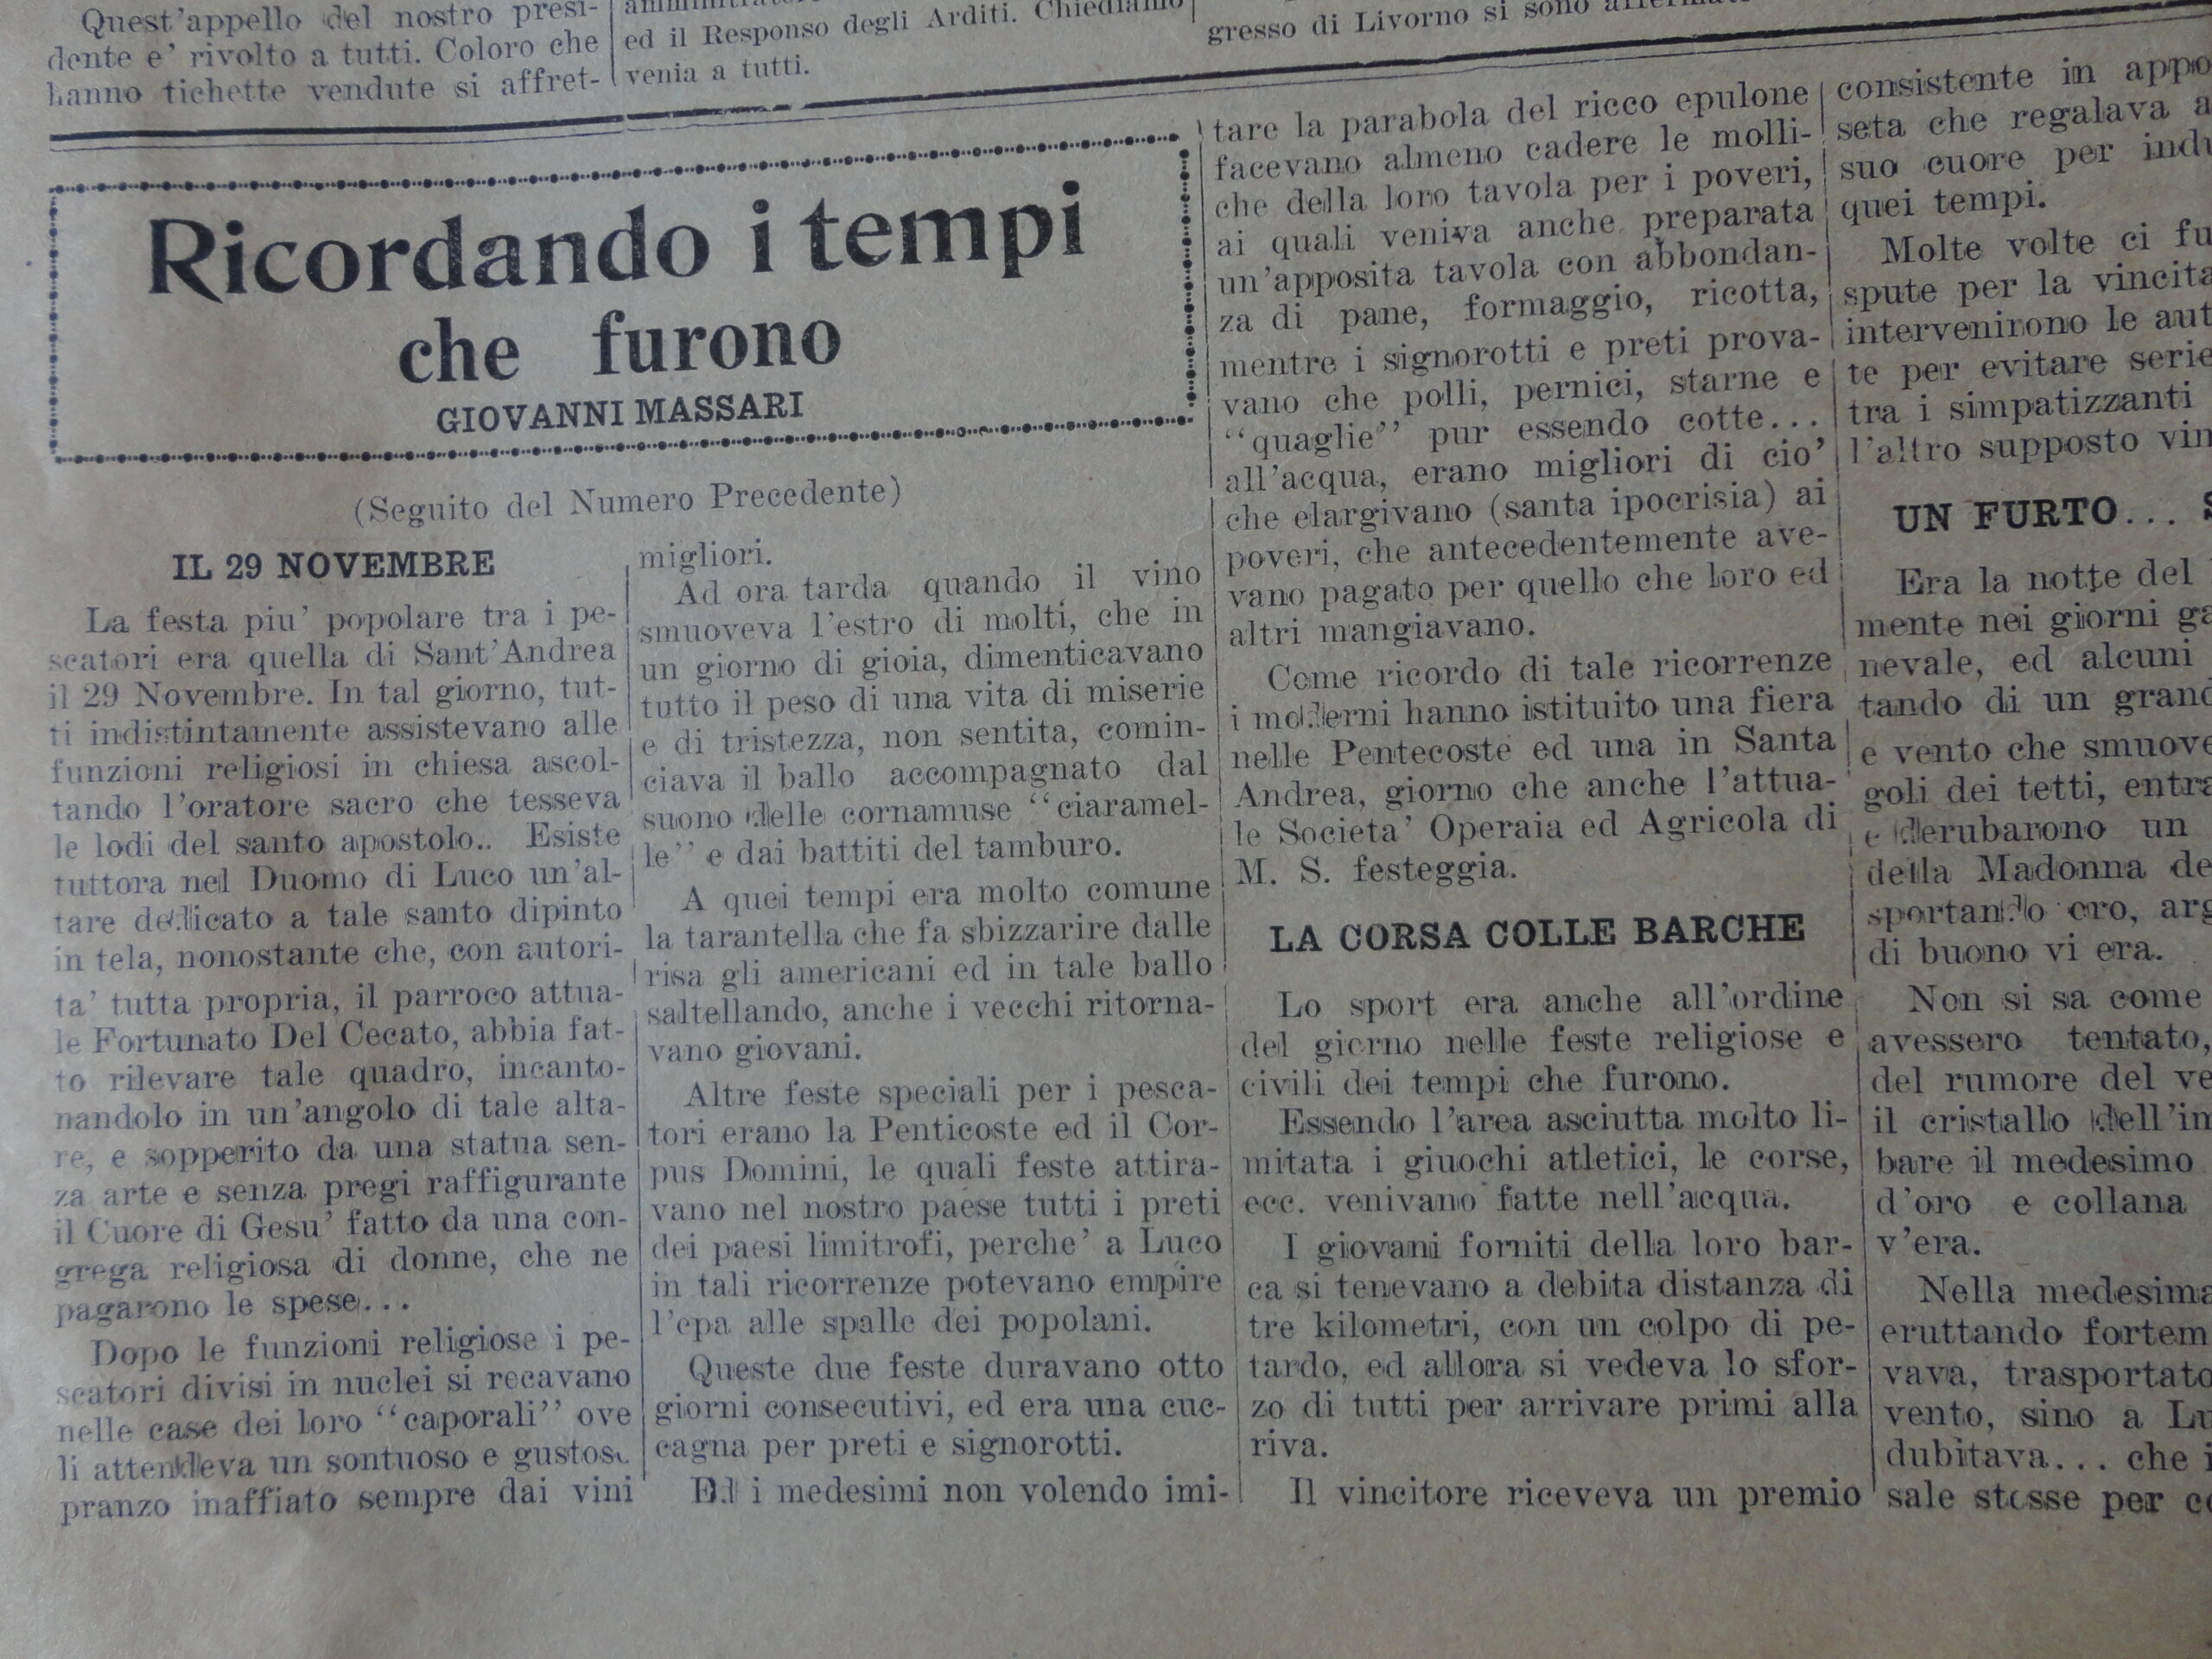 Quest'appello del nostro presi-
dente e' rivolto a tutti. Coloro che
hanno tichette vendute si affret-
ed il Responso degli Arditi. Chiediamo
venia a tutti.
gresso di Livorno si sono
Ricordando i tempi
che furono
GIOVANNI MASSARI
(Seguito del Numero Precedente)
IL 29 NOVEMBRE
La festa piu' popolare tra i pe-
scatori era quella di Sant'Andrea
il 29 Novembre. In tal giorno, tut-
ti indistintamente assistevano alle
funzioni religiosi in chiesa ascol-
tando l'oratore sacro che tesseva
le lodi del santo apostolo.. Esiste
tuttora nel Duomo di Luco un'al-
tare dedicato a tale santo dipinto
in tela, nonostante che, con autori-
ta' tutta propria, il parroco attua-
le Fortunato Del Cecato, abbia fat-
to rilevare tale quadro, incanto-
nandolo in un'angolo di tale alta-
re, e sopperito da una statua sen-
za arte e senza pregi raffigurante
il Cuore di Gesu' fatto da una con-
grega religiosa di donne, che ne
pagarono le spese...
Dopo le funzioni religiose i pe-
scatori divisi in nuclei si recavano
nelle case dei loro "caporali" ove
li attendeva un sontuoso e gustoso
pranzo inaffiato sempre dai vini
migliori.
Ad ora tarda quando il vino
smuoveva l'estro di molti, che in
un giorno di gioia, dimenticavano
tutto il peso di una vita di miserie
e di tristezza, non sentita, comin-
ciava il ballo accompagnato dal
suono delle cornamuse "ciaramel-
le" e dai battiti del tamburo.
A quei tempi era molto comune
la tarantella che fa sbizzarire dalle
risa gli americani ed in tale ballo
saltellando, anche i vecchi ritorna-
vano giovani.
Altre feste speciali per i pesca-
tori erano la Penticoste ed il Cor-
pus Domini, le quali feste attira-
vano nel nostro paese tutti i preti
dei paesi limitrofi, perche' a Luco
in tali ricorrenze potevano empire
l'epa alle spalle dei popolani.
Queste due feste duravano otto
giorni consecutivi, ed era una cuc-
cagna per preti e signorotti.
Ed i medesimi non volendo imi-
tare la parabola del ricco epulone
facevano almeno cadere le molli-
che della loro tavola per i poveri,
ai quali veniva anche preparata
un'apposita tavola con abbondan-
za di pane, formaggio, ricotta,
mentre i signorotti e preti prova-
vano che polli, pernici, starne e
"quaglie" pur essendo cotte...
all'acqua, erano migliori di cio'
che elargivano (santa ipocrisia) ai
poveri, che antecedentemente ave-
vano pagato per quello che loro ed
altri mangiavano.
Come ricordo di tale ricorrenze
i moderni hanno istituito una fiera
nelle Pentecoste ed una in Santa
Andrea, giorno che anche l'attua-
le Societa' Operaia ed Agricola di
M. S. festeggia.
LA CORSA COLLE BARCHE
Lo sport era anche all'ordine
del giorno nelle feste religiose e
civili dei tempi che furono.
Essendo l'area asciutta molto li-
mitata i giuochi atletici, le corse,
ecc. venivano fatte nell'acqua.
I giovani forniti della loro bar-
ca si tenevano a debita distanza di
tre kilometri, con un colpo di pe-
tardo, ed allora si vedeva lo sfor-
zo di tutti per arrivare primi alla
riva.
Il vincitore riceveva un premio
consistente in appo
seta che regalava a
suo cuore per indu
quei tempi.
Molte volte ci fu
spute per la vincita
intervenirono le aut
te per evitare serie
tra i simpatizzanti
l'altro supposto vin
UN FURTO...
Era la notte del
mente nei giorni ga
nevale, ed alcuni
tando di un grand
e vento che smuove
goli dei tetti, entra
e derubarono un
della Madonna de
sportando oro, arg
di buono vi era.
Non si sa come
avessero tentato,
del rumore del ve
il cristallo dell'in
bare il medesimo
d'oro e collana
v'era.
Nella medesima
eruttando fortem
vava, trasportato
vento, sino a Lu
dubitava... che i
sale stesse per co